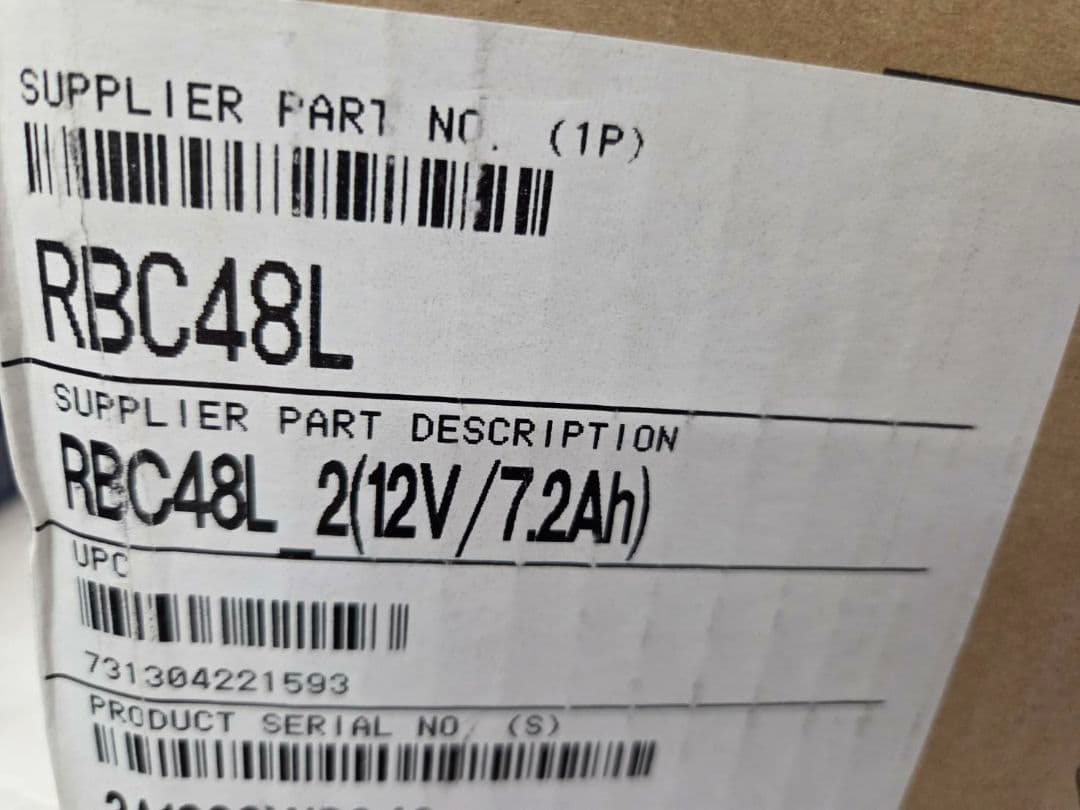 SUPPLIER PART NO. (1P)
RBC48L
SUPPLIER PART DESCRIPTION
RBC48L_2(12V/7.2Ah)
UPC
731304221593
PRODUCT SERIAL NO. (S)